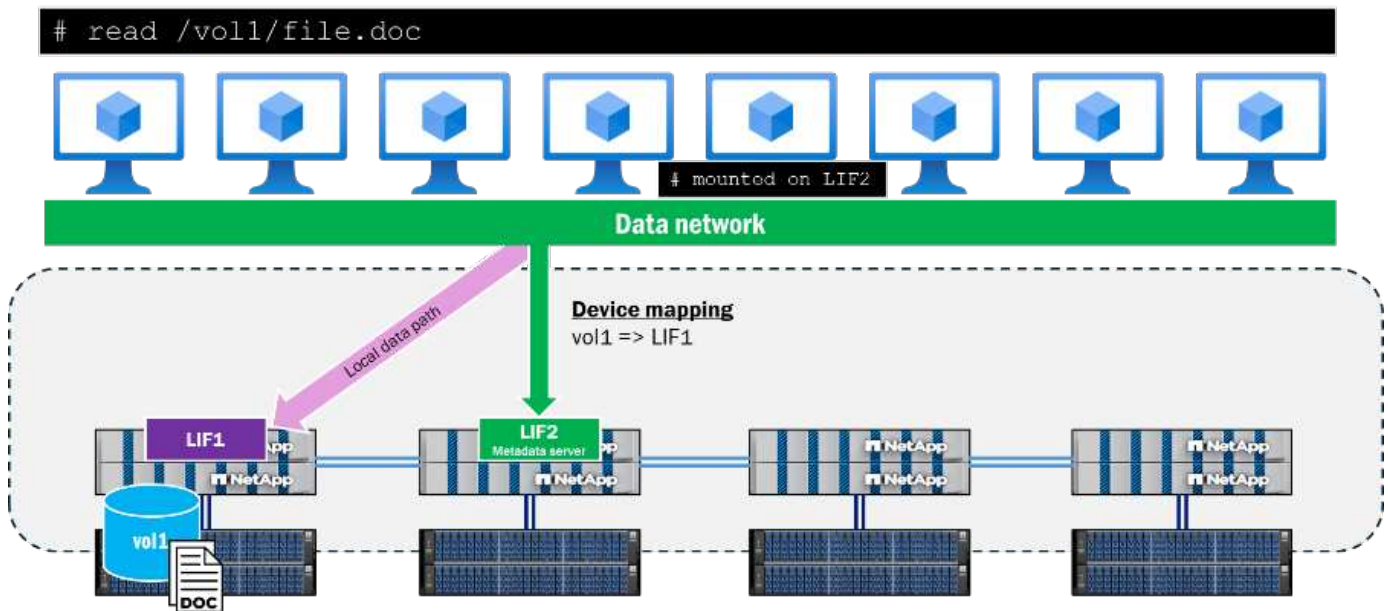 # read /vol1/file.doc
# mounted on LIF2
Data network
Local data path
Device mapping
vol1 => LIF1
LIF1
LIF2
Metadata server
NetApp
NetApp
NetApp
NetApp
NetApp
NetApp
vol1
DOC